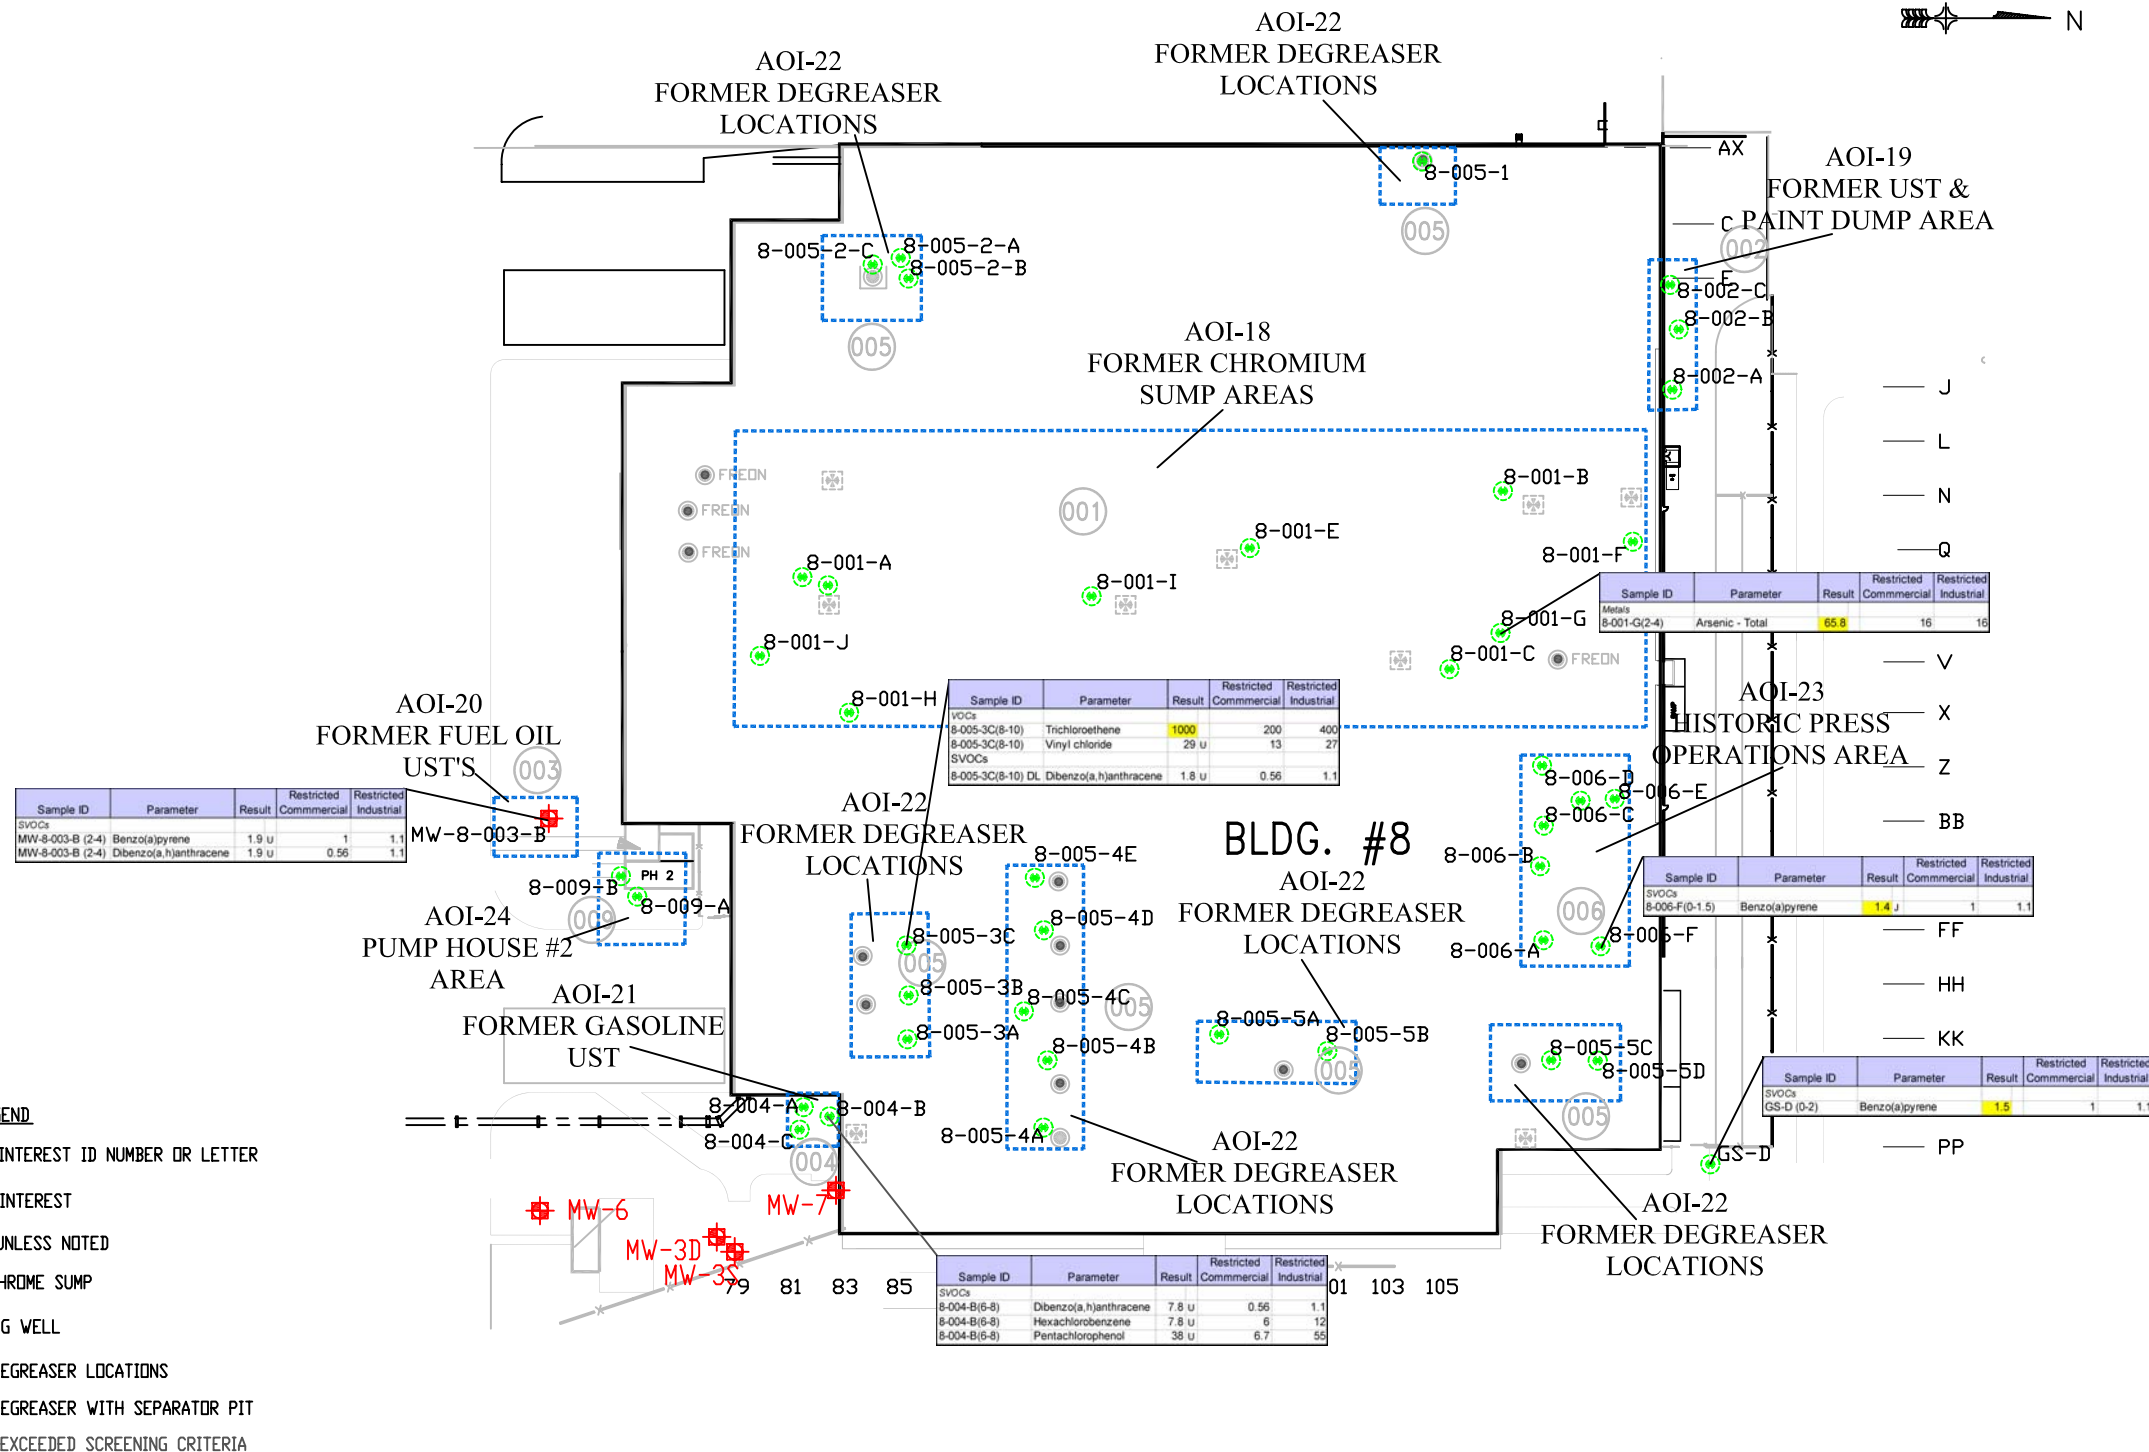 N
AOI-22
FORMER DEGREASER
LOCATIONS
AOI-22
FORMER DEGREASER
LOCATIONS
AX
AOI-19
FORMER UST &
PAINT DUMP AREA
8-005-1
005
C
002
8-005-2-C
8-005-2-A
8-005-2-B
E
8-002-C
8-002-B
8-002-A
005
AOI-18
FORMER CHROMIUM
SUMP AREAS
J
L
N
Q
V
X
Z
BB
FF
HH
KK
PP
FREON
FREON
FREON
001
8-001-B
8-001-E
8-001-F
8-001-A
8-001-I
8-001-G
8-001-J
8-001-C
FREON
8-001-H
Sample ID Parameter Result Restricted Commmercial Restricted Industrial
Metals
8-001-G(2-4) Arsenic - Total 65.8 16 16
Sample ID Parameter Result Restricted Commmercial Restricted Industrial
VOCs
8-005-3C(8-10) Trichloroethene 1000 200 400
8-005-3C(8-10) Vinyl chloride 29 U 13 27
SVOCs
8-005-3C(8-10) DL Dibenzo(a,h)anthracene 1.8 U 0.56 1.1
AOI-20
FORMER FUEL OIL
UST'S
003
Sample ID Parameter Result Restricted Commmercial Restricted Industrial
SVOCs
MW-8-003-B (2-4) Benzo(a)pyrene 1.9 U 1 1.1
MW-8-003-B (2-4) Dibenzo(a,h)anthracene 1.9 U 0.56 1.1
MW-8-003-B
AOI-23
HISTORIC PRESS
OPERATIONS AREA
8-006-D
8-006-E
8-006-C
8-006-B
006
8-006-A
8-006-F
Sample ID Parameter Result Restricted Commmercial Restricted Industrial
SVOCs
8-006-F(0-1.5) Benzo(a)pyrene 1.4 J 1 1.1
PH 2
8-009-B
8-009-A
009
AOI-24
PUMP HOUSE #2
AREA
AOI-22
FORMER DEGREASER
LOCATIONS
BLDG. #8
AOI-22
FORMER DEGREASER
LOCATIONS
8-005-3C
005
8-005-3B
8-005-3A
8-005-4E
8-005-4D
8-005-4C
005
8-005-4B
8-005-4A
8-005-5A
8-005-5B
005
8-005-5C
8-005-5D
005
AOI-21
FORMER GASOLINE
UST
8-004-A
8-004-B
8-004-C
004
AOI-22
FORMER DEGREASER
LOCATIONS
AOI-22
FORMER DEGREASER
LOCATIONS
Sample ID Parameter Result Restricted Commmercial Restricted Industrial
SVOCs
GS-D (0-2) Benzo(a)pyrene 1.5 1 1.1
GS-D
MW-6
MW-7
MW-3D
MW-3S
79 81 83 85 01 103 105
Sample ID Parameter Result Restricted Commmercial Restricted Industrial
SVOCs
8-004-B(6-8) Dibenzo(a,h)anthracene 7.8 U 0.56 1.1
8-004-B(6-8) Hexachlorobenzene 7.8 U 6 12
8-004-B(6-8) Pentachlorophenol 38 U 6.7 55
GEND
INTEREST ID NUMBER OR LETTER
INTEREST
UNLESS NOTED
HROME SUMP
G WELL
EGREASER LOCATIONS
EGREASER WITH SEPARATOR PIT
EXCEEDED SCREENING CRITERIA